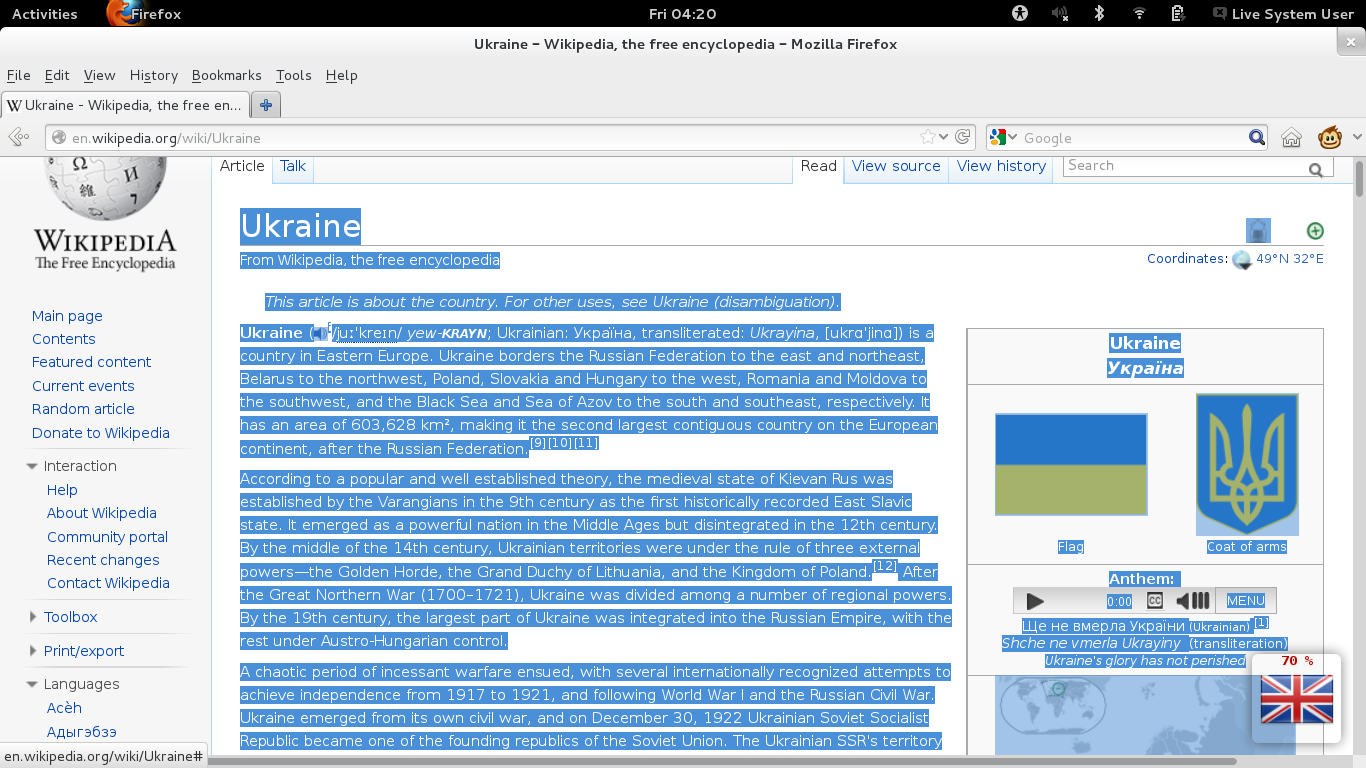 Activities Firefox Fri 04:20 Live System User
Ukraine – Wikipedia, the free encyclopedia – Mozilla Firefox
File Edit View History Bookmarks Tools Help
W Ukraine - Wikipedia, the free en...
en.wikipedia.org/wiki/Ukraine Google
Article Talk Read View source View history Search
WIKIPEDIA
The Free Encyclopedia
Main page
Contents
Featured content
Current events
Random article
Donate to Wikipedia
Interaction
Help
About Wikipedia
Community portal
Recent changes
Contact Wikipedia
Toolbox
Print/export
Languages
Acèh
Адыгэбзэ
en.wikipedia.org/wiki/Ukraine#
Ukraine
From Wikipedia, the free encyclopedia
Coordinates: 49°N 32°E
This article is about the country. For other uses, see Ukraine (disambiguation).
Ukraine (/juːˈkreɪn/ yew-KRAYN; Ukrainian: Україна, transliterated: Ukrayina, [ukrɑˈjinɑ]) is a
country in Eastern Europe. Ukraine borders the Russian Federation to the east and northeast,
Belarus to the northwest, Poland, Slovakia and Hungary to the west, Romania and Moldova to
the southwest, and the Black Sea and Sea of Azov to the south and southeast, respectively. It
has an area of 603,628 km², making it the second largest contiguous country on the European
continent, after the Russian Federation.[9][10][11]
According to a popular and well established theory, the medieval state of Kievan Rus was
established by the Varangians in the 9th century as the first historically recorded East Slavic
state. It emerged as a powerful nation in the Middle Ages but disintegrated in the 12th century.
By the middle of the 14th century, Ukrainian territories were under the rule of three external
powers—the Golden Horde, the Grand Duchy of Lithuania, and the Kingdom of Poland.[12] After
the Great Northern War (1700–1721), Ukraine was divided among a number of regional powers.
By the 19th century, the largest part of Ukraine was integrated into the Russian Empire, with the
rest under Austro-Hungarian control.
A chaotic period of incessant warfare ensued, with several internationally recognized attempts to
achieve independence from 1917 to 1921, and following World War I and the Russian Civil War.
Ukraine emerged from its own civil war, and on December 30, 1922 Ukrainian Soviet Socialist
Republic became one of the founding republics of the Soviet Union. The Ukrainian SSR's territory
Ukraine
Україна
Flag Coat of arms
Anthem:
0:00 CC MENU
Ще не вмерла України (Ukrainian) [1]
Shche ne vmerla Ukrayiny (transliteration)
Ukraine's glory has not perished
70 %